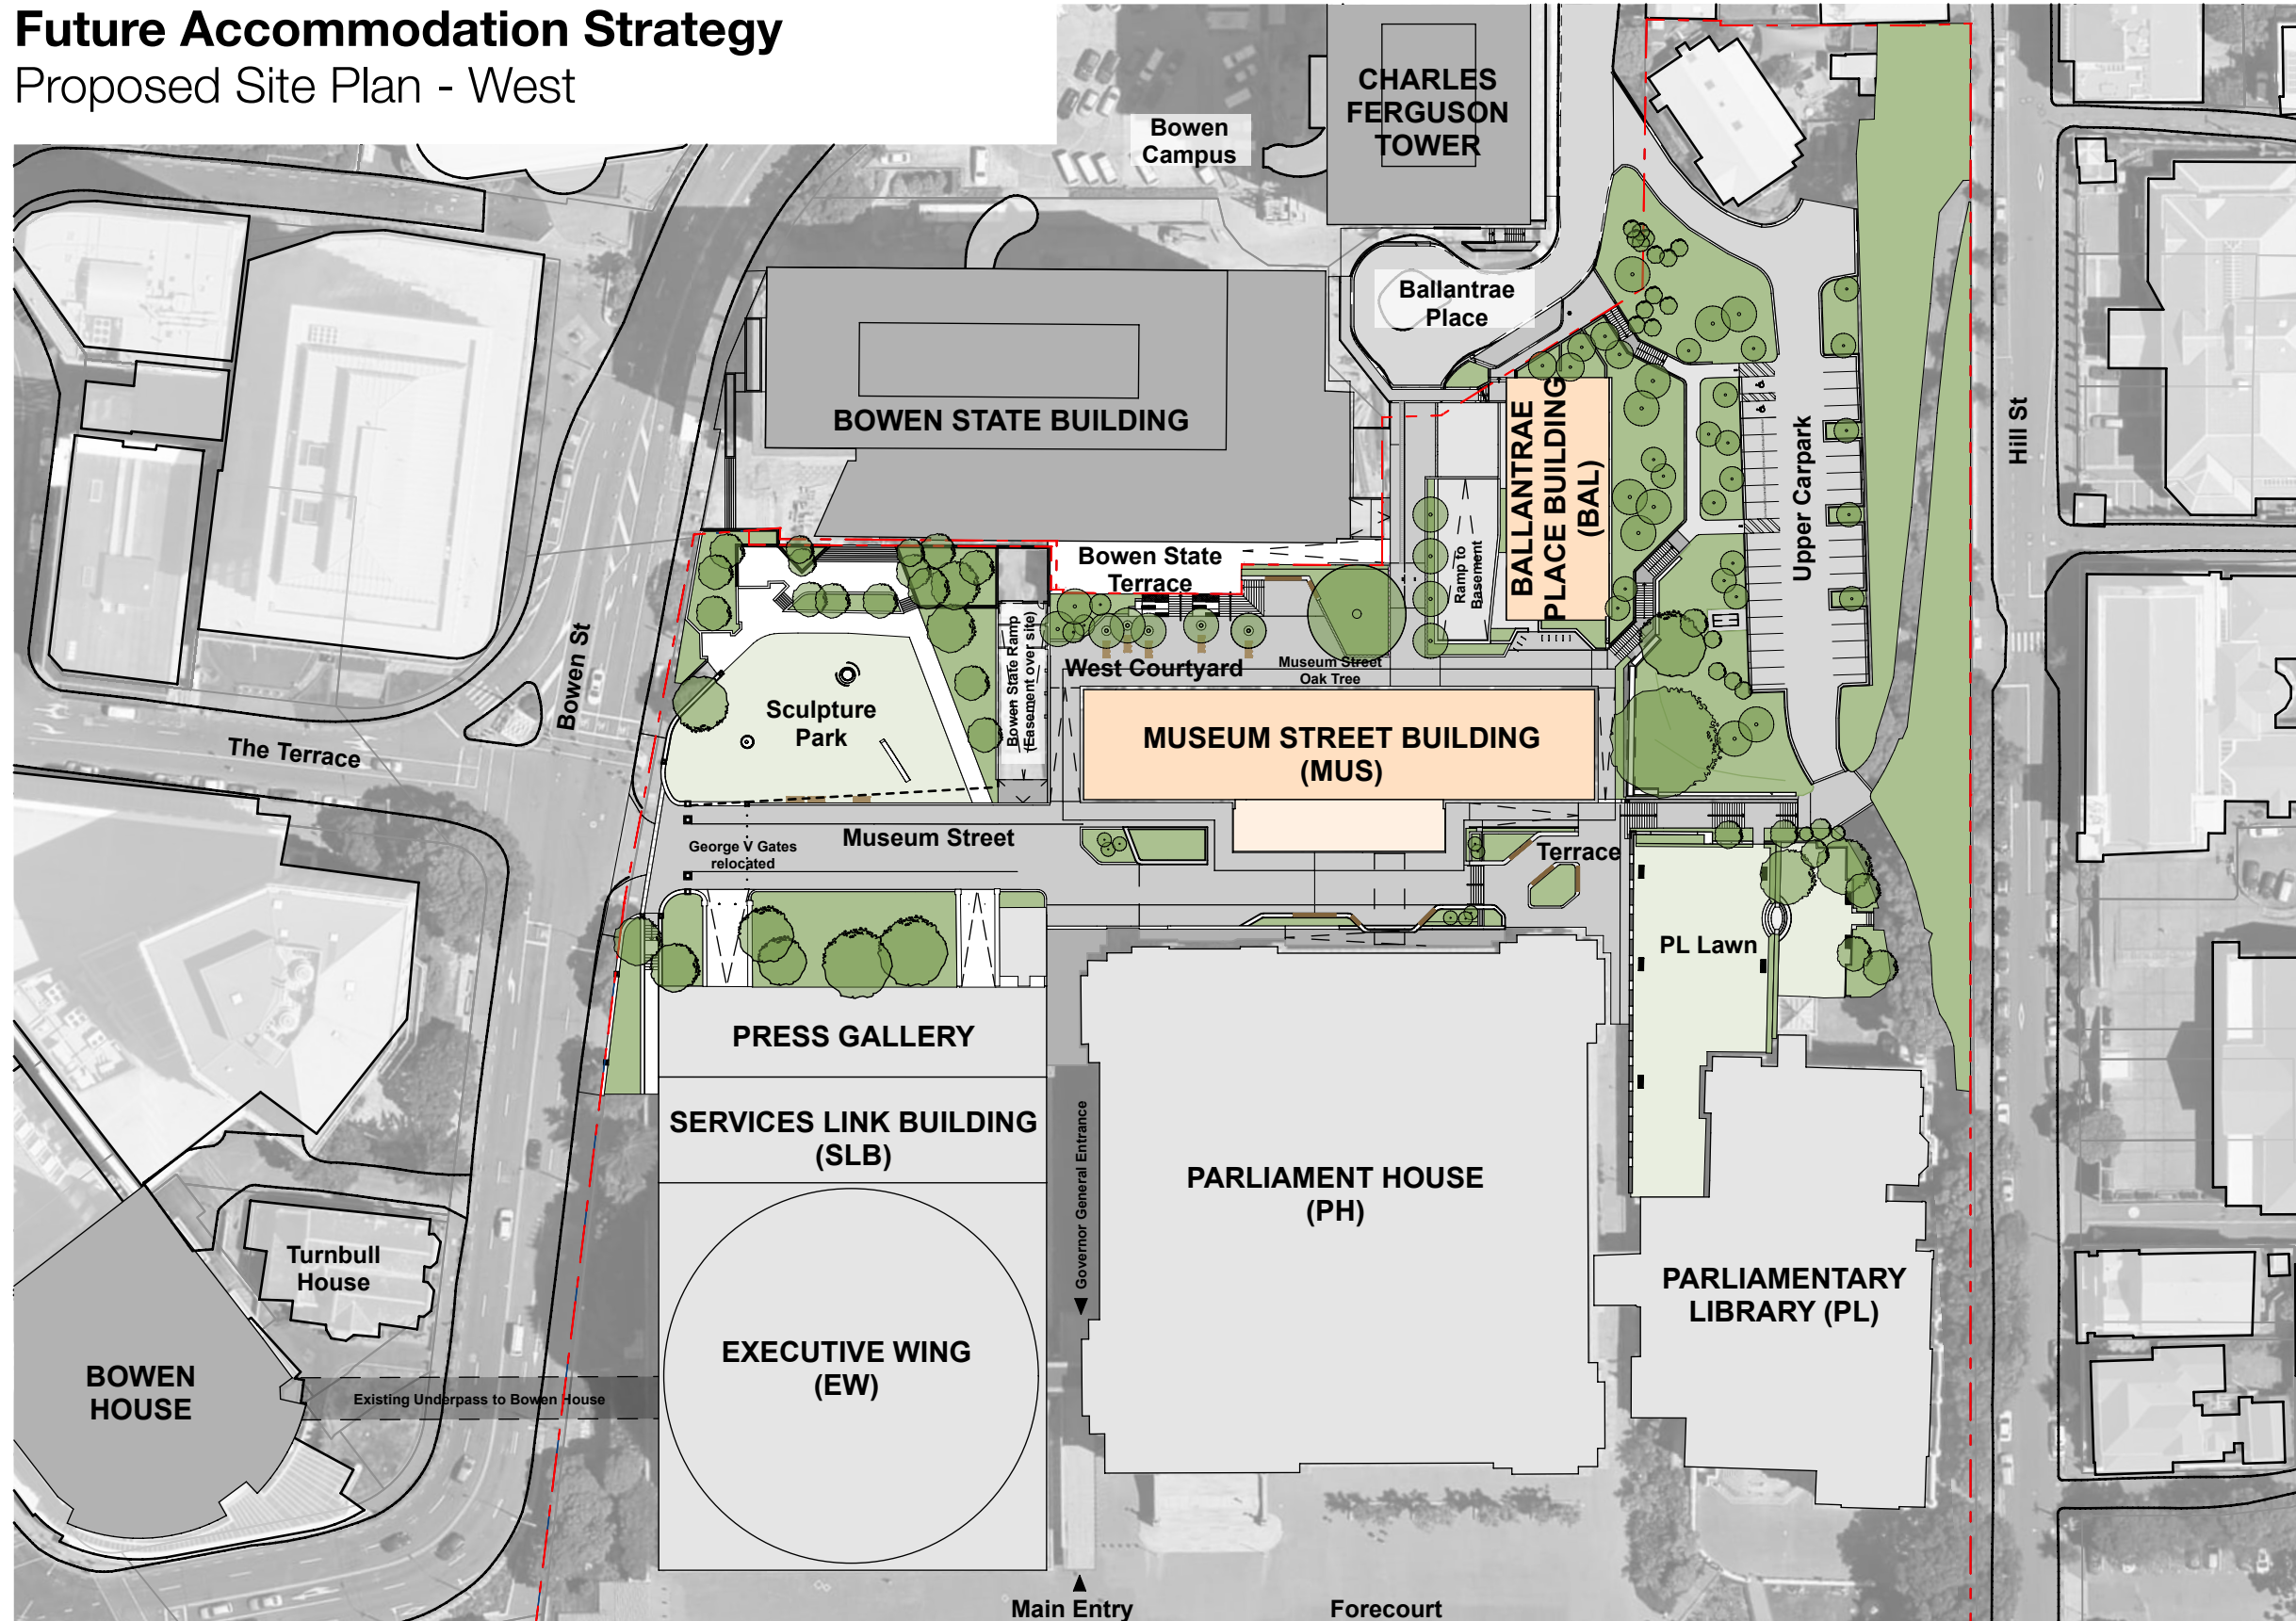 Future Accommodation Strategy
Proposed Site Plan - West
CHARLES
FERGUSON
TOWER
Bowen
Campus
Ballantrae
Place
BOWEN STATE BUILDING
BALLANTRAE
PLACE BUILDING
(BAL)
Upper Carpark
Hill St
Bowen State
Terrace
Ramp to
Basement
Bowen St
Bowen State Ramp
(Easement over site)
West Courtyard
Museum Street
Oak Tree
Sculpture
Park
The Terrace
MUSEUM STREET BUILDING
(MUS)
Museum Street
George V Gates
relocated
Terrace
PL Lawn
PRESS GALLERY
SERVICES LINK BUILDING
(SLB)
Governor General Entrance
PARLIAMENT HOUSE
(PH)
Turnbull
House
PARLIAMENTARY
LIBRARY (PL)
EXECUTIVE WING
(EW)
BOWEN
HOUSE
Existing Underpass to Bowen House
Main Entry
Forecourt